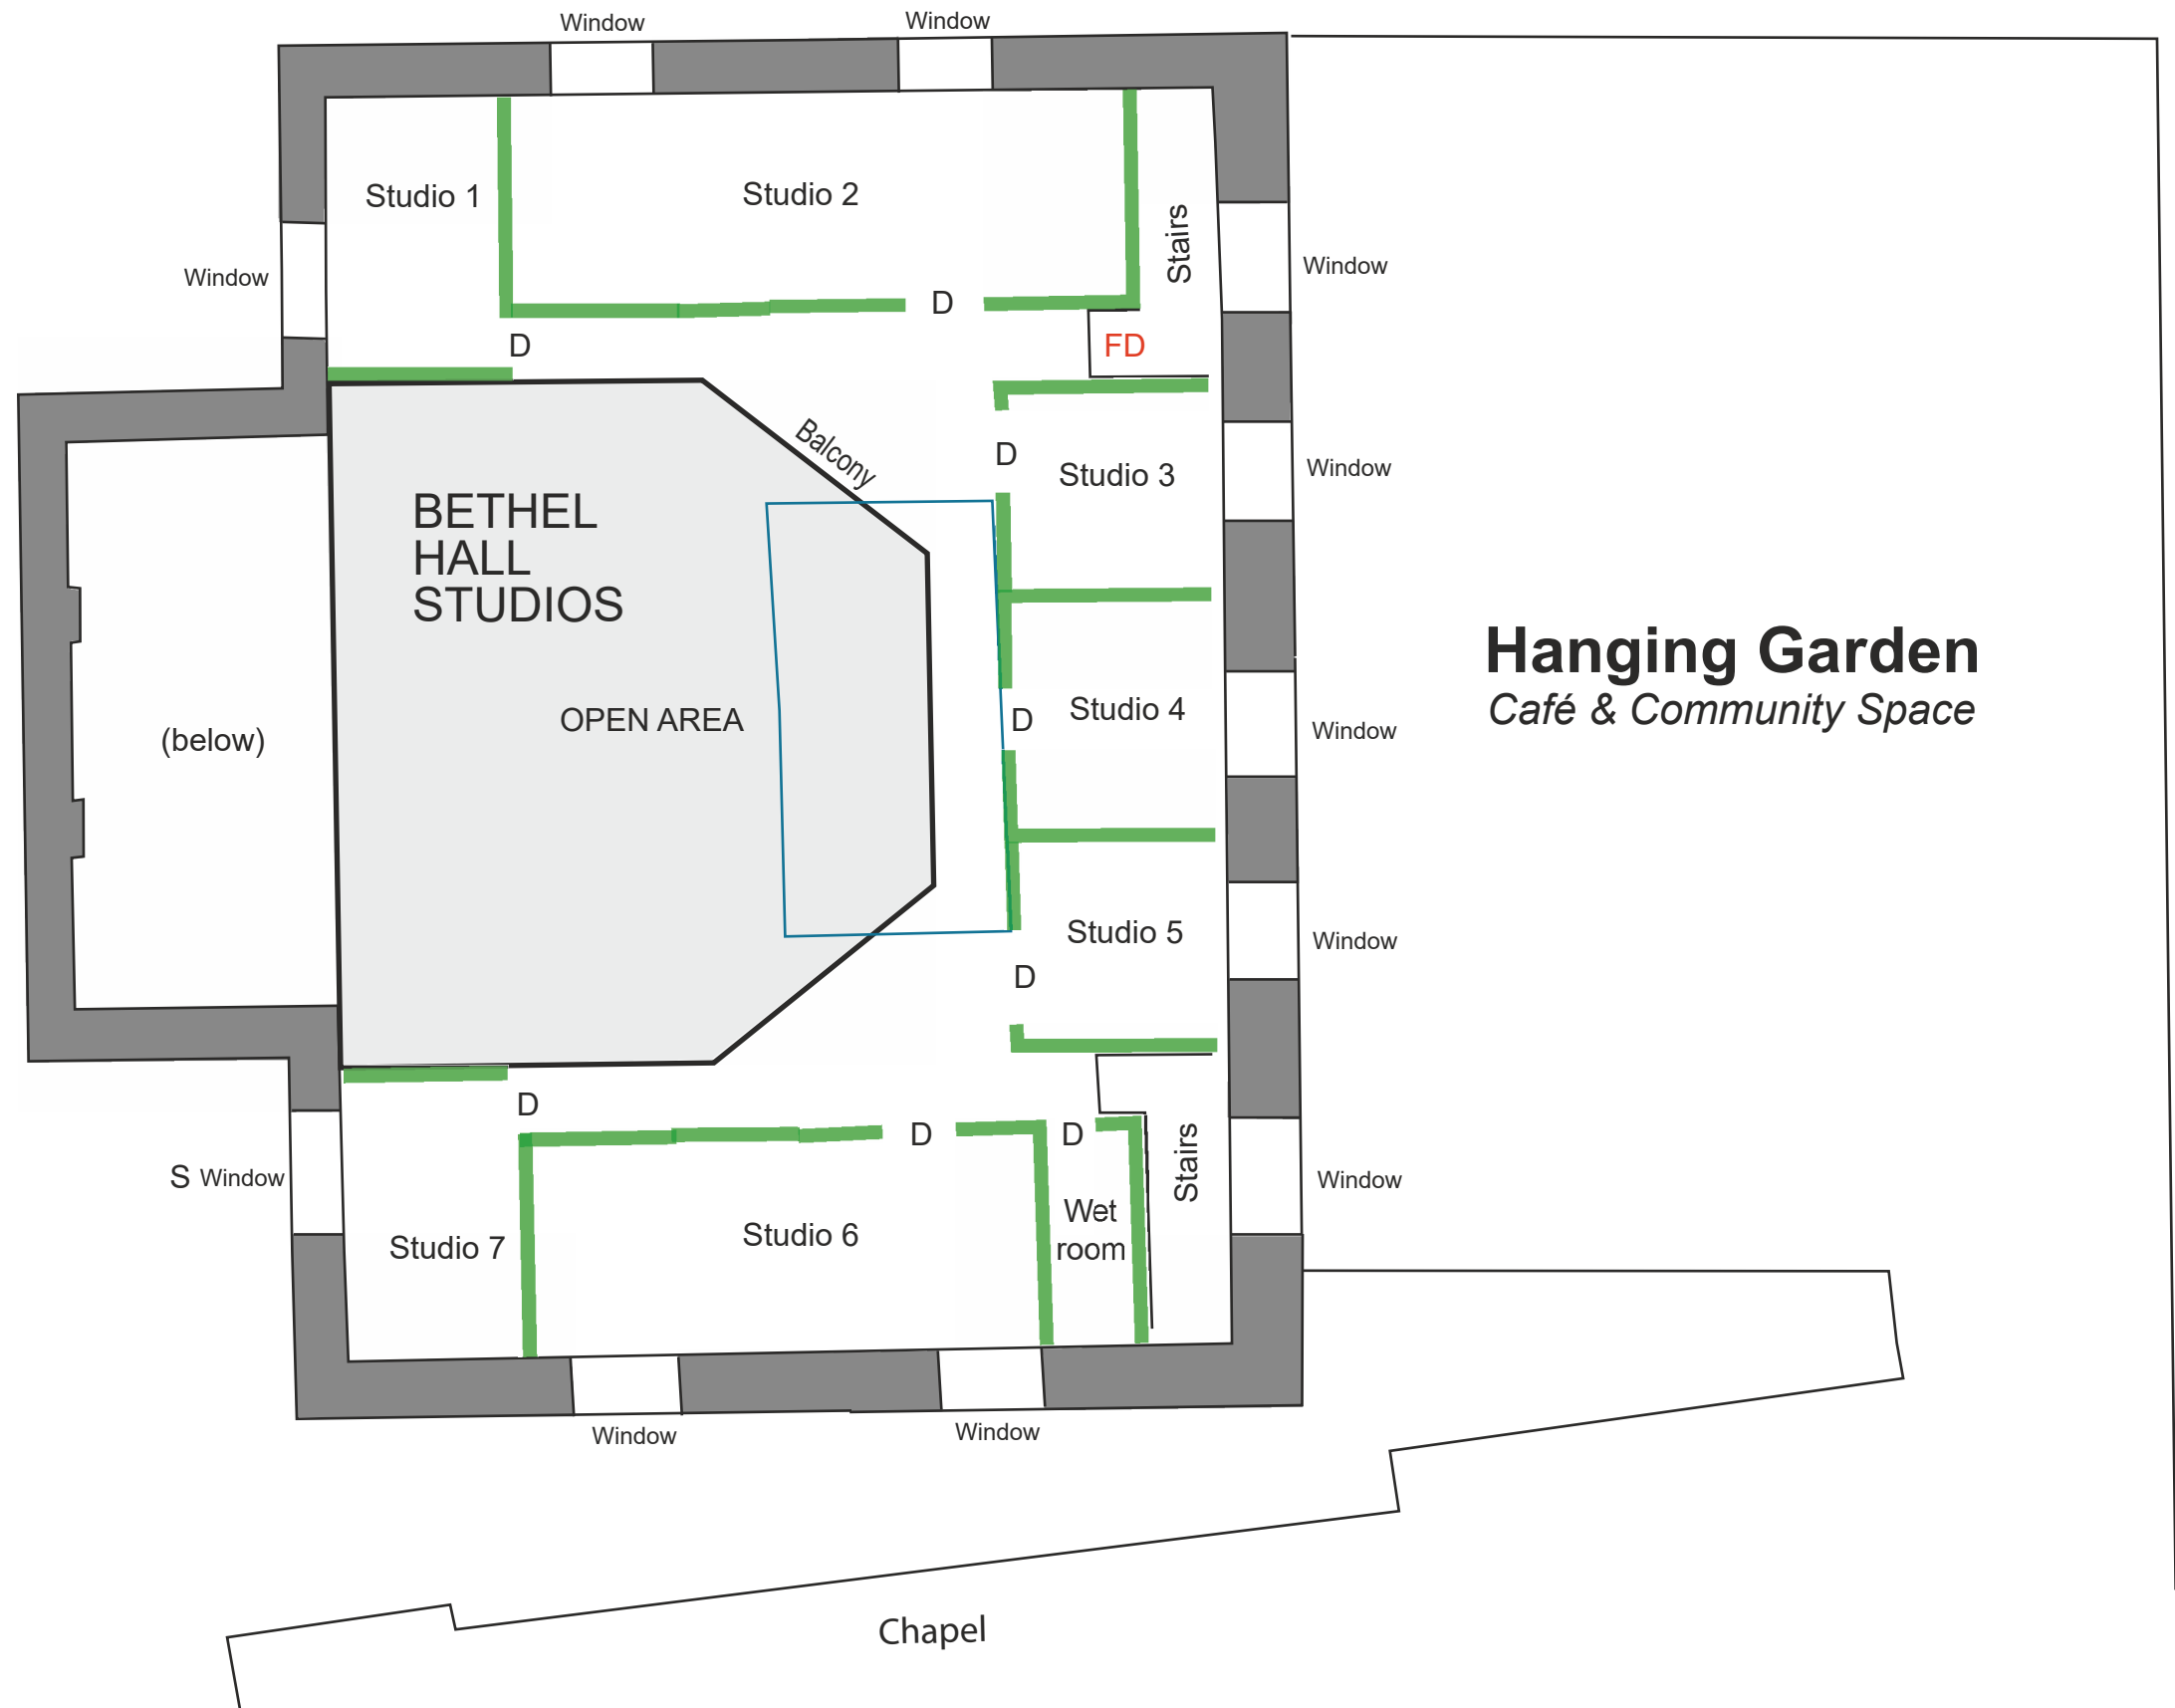 Window
Window
Studio 1
Studio 2
Stairs
Window
Window
D
D
FD
Balcony
D
Studio 3
Window
BETHEL
HALL
STUDIOS
Hanging Garden
Café & Community Space
OPEN AREA
D
Studio 4
Window
(below)
Studio 5
Window
D
D
D
D
Stairs
S Window
Window
Wet
room
Studio 7
Studio 6
Window
Window
Chapel